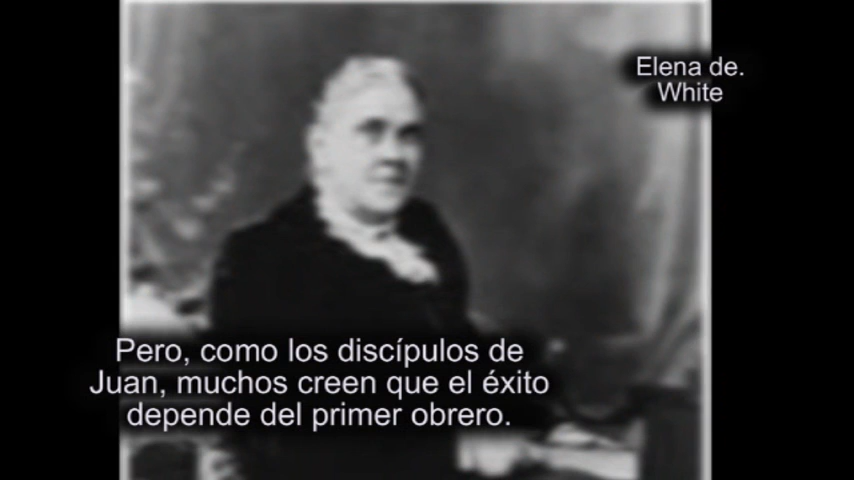 Elena de.
White
Pero, como los discípulos de
Juan, muchos creen que el éxito
depende del primer obrero.